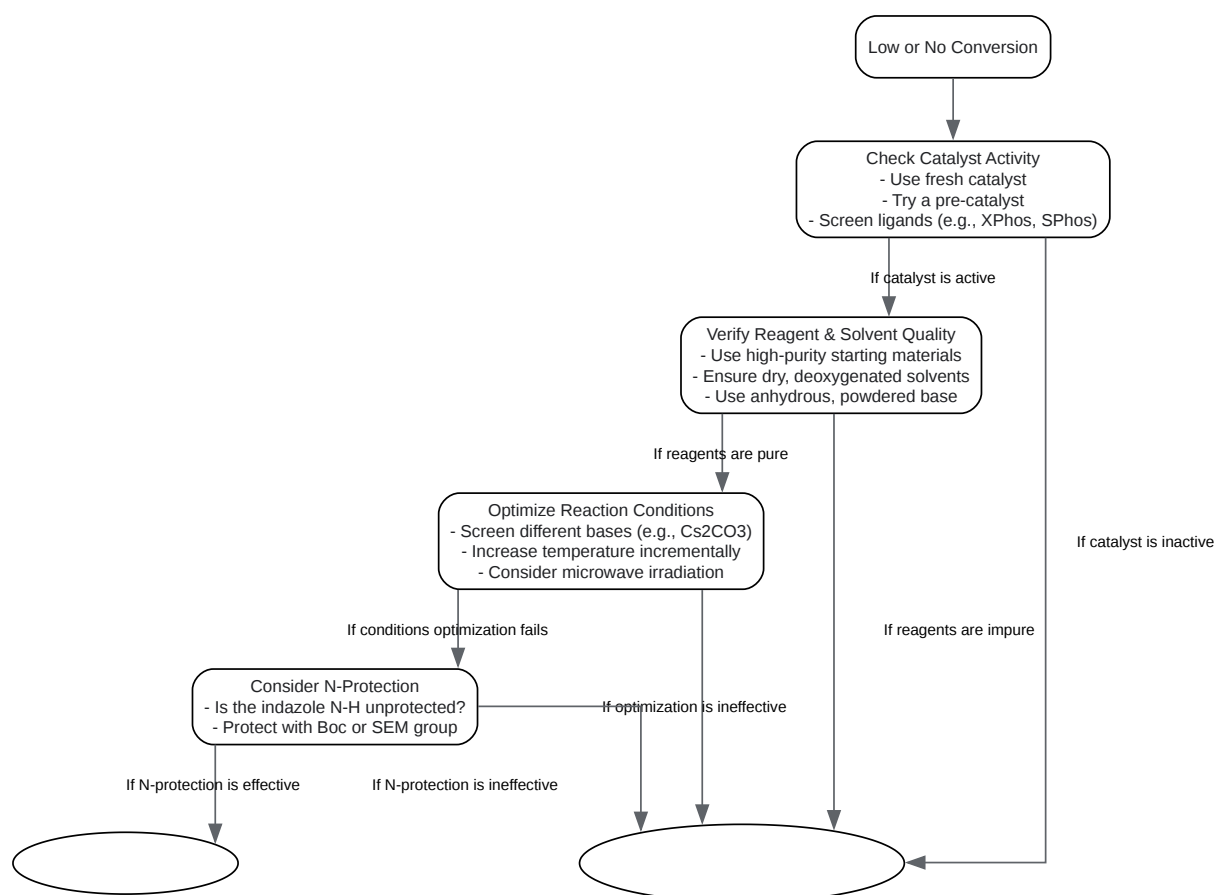 Low or No Conversion
Check Catalyst Activity
- Use fresh catalyst
- Try a pre-catalyst
- Screen ligands (e.g., XPhos, SPhos)
If catalyst is active
Verify Reagent & Solvent Quality
- Use high-purity starting materials
- Ensure dry, deoxygenated solvents
- Use anhydrous, powdered base
If reagents are pure
Optimize Reaction Conditions
- Screen different bases (e.g., Cs2CO3)
- Increase temperature incrementally
- Consider microwave irradiation
If catalyst is inactive
If conditions optimization fails
If reagents are impure
Consider N-Protection
- Is the indazole N-H unprotected?
- Protect with Boc or SEM group
If optimization is ineffective
If N-protection is effective
If N-protection is ineffective